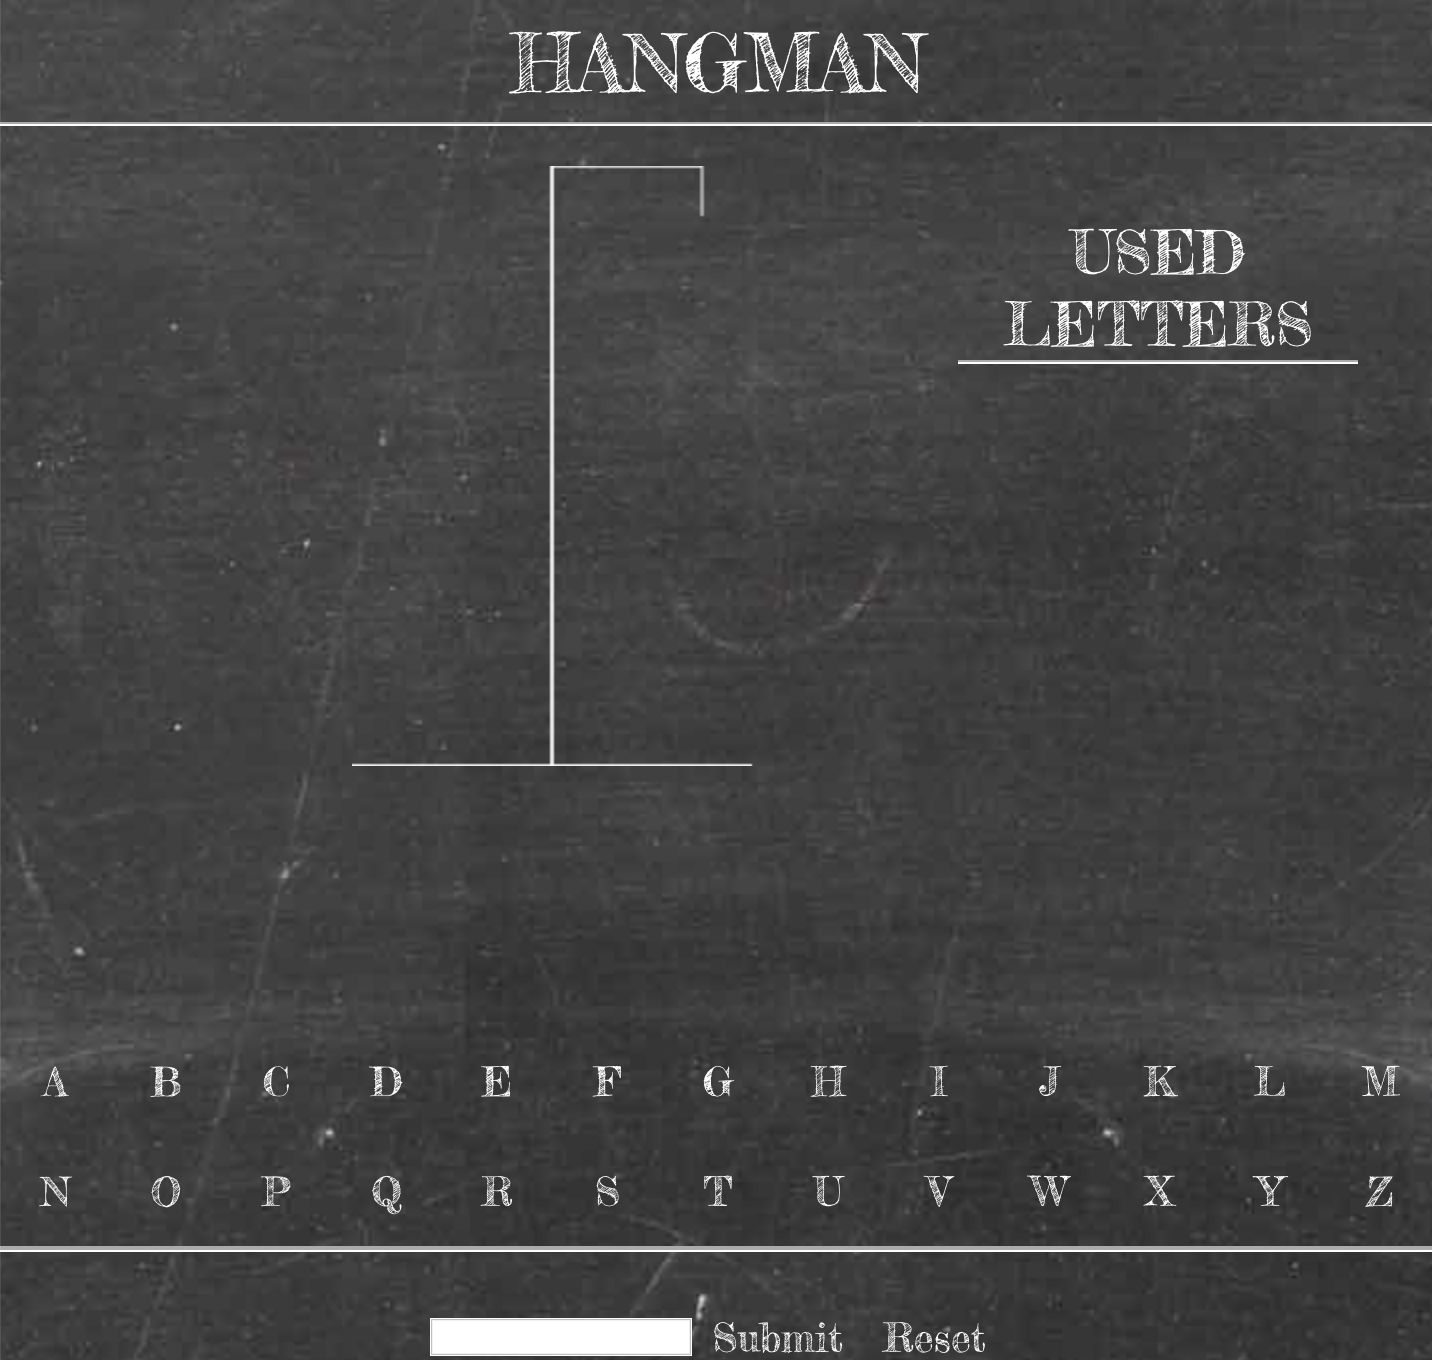 HANGMAN
USED
LETTERS
A B C D E F G H I J K L M
N O P Q R S T U V W X Y Z
Submit Reset